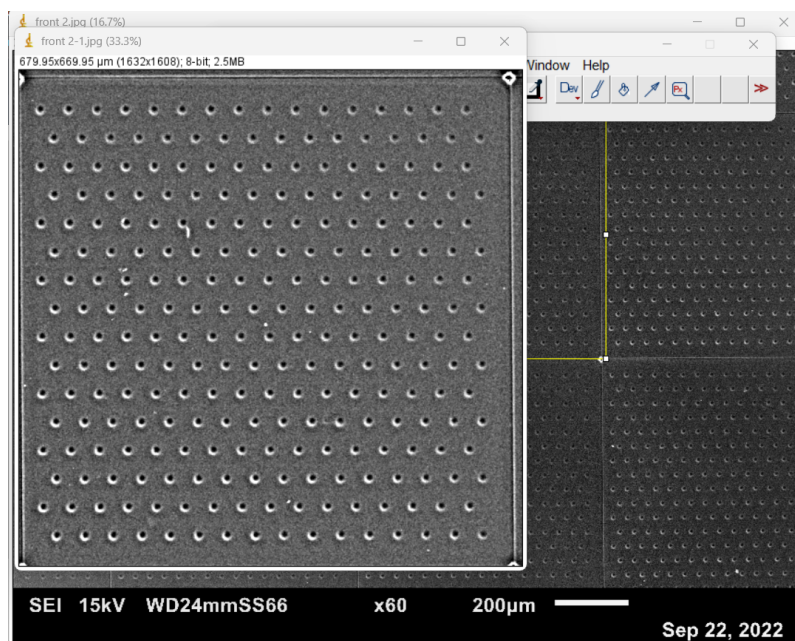 front 2.jpg (16.7%)
front 2-1.jpg (33.3%)
679.95x669.95 µm (1632x1608); 8-bit; 2.5MB
Window Help
Dev
Px
>>
SEI 15kV WD24mmSS66 x60 200µm
Sep 22, 2022